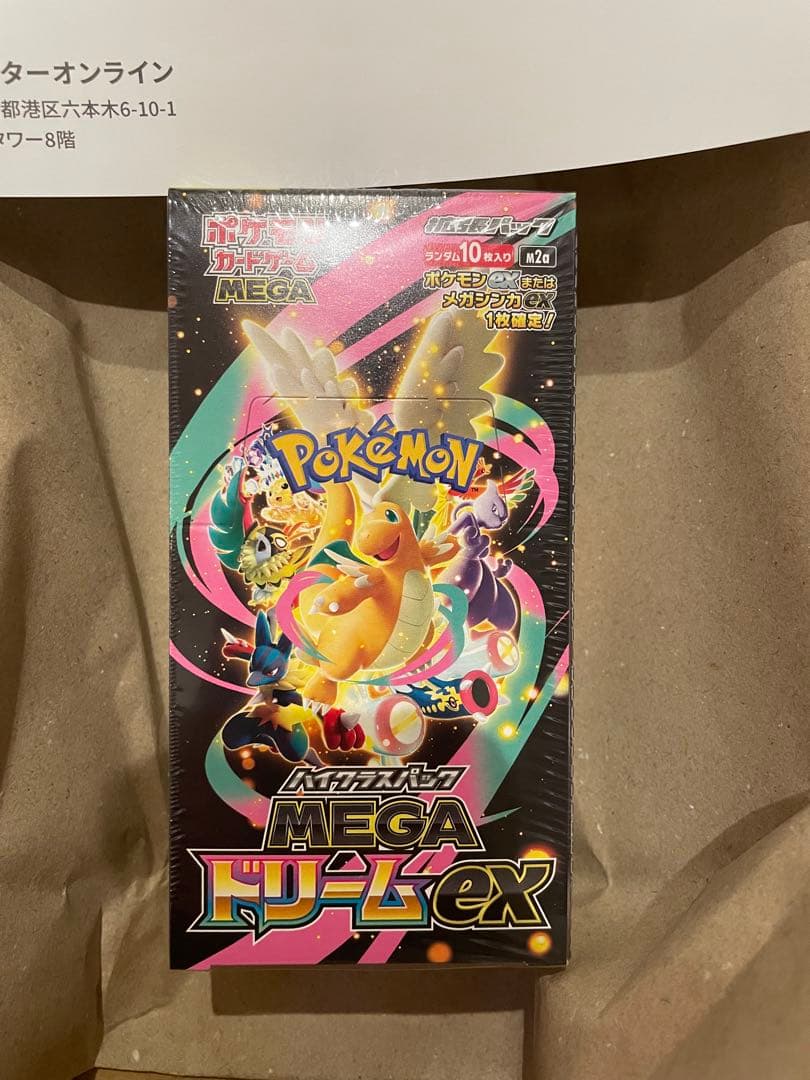 ターオンライン
都港区六本木6-10-1
タワー8階
ポケモン
カードゲーム
MEGA
拡張パック
ランダム10枚入り M2a
ポケモンexまたは
メガシンカex
1枚確定!
POKéMON
TM
ハイクラスパック
MEGA
ドリームex